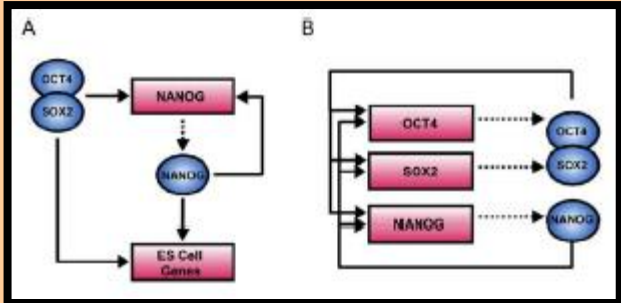 A
OCT4
SOX2
NANOG
NANOG
ES Cell
Genes
B
OCT4
SOX2
NANOG
OCT4
SOX2
NANOG